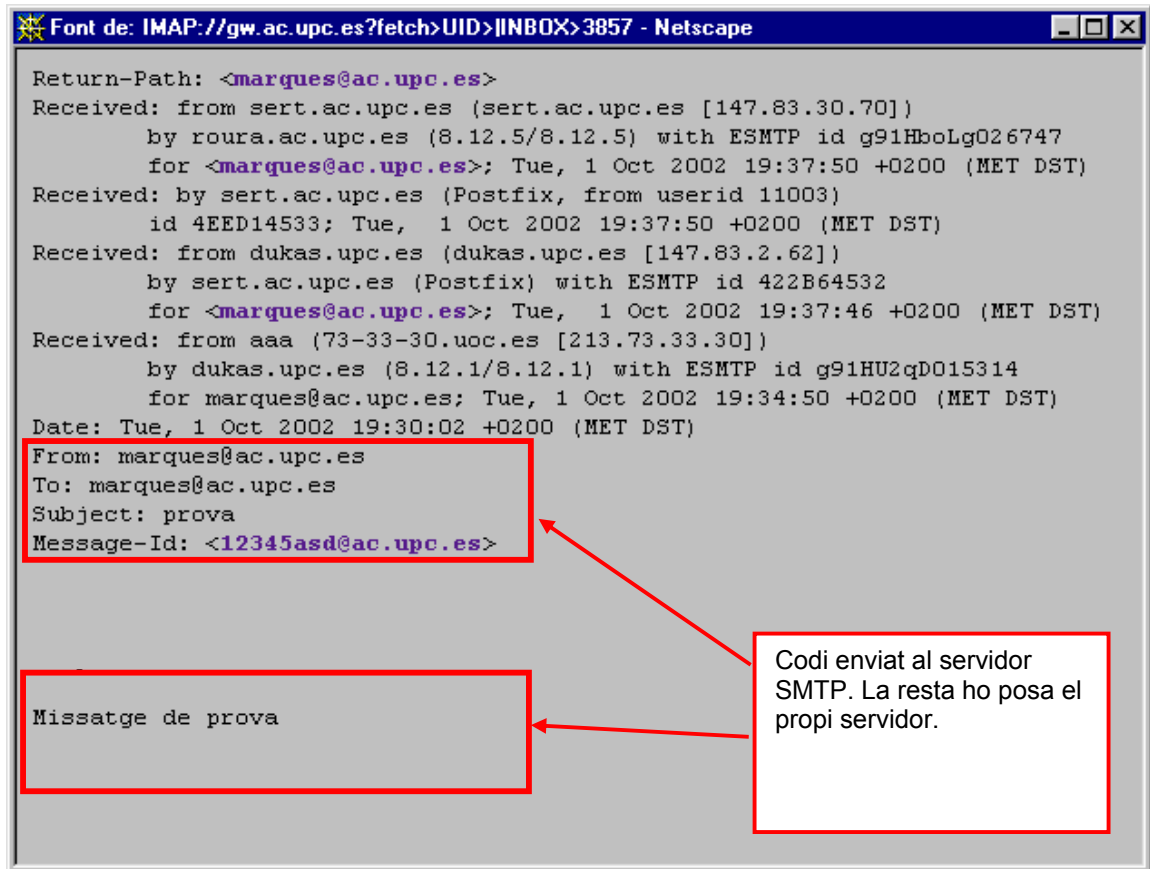 Font de: IMAP://gw.ac.upc.es?fetch>UID>|INBOX>3857 - Netscape
Return-Path: <marques@ac.upc.es>
Received: from sert.ac.upc.es (sert.ac.upc.es [147.83.30.70])
by roura.ac.upc.es (8.12.5/8.12.5) with ESMTP id g91HboLg026747
for <marques@ac.upc.es>; Tue, 1 Oct 2002 19:37:50 +0200 (MET DST)
Received: by sert.ac.upc.es (Postfix, from userid 11003)
id 4EED14533; Tue,  1 Oct 2002 19:37:50 +0200 (MET DST)
Received: from dukas.upc.es (dukas.upc.es [147.83.2.62])
by sert.ac.upc.es (Postfix) with ESMTP id 422B64532
for <marques@ac.upc.es>; Tue,  1 Oct 2002 19:37:46 +0200 (MET DST)
Received: from aaa (73-33-30.uoc.es [213.73.33.30])
by dukas.upc.es (8.12.1/8.12.1) with ESMTP id g91HU2qD015314
for marques@ac.upc.es; Tue, 1 Oct 2002 19:34:50 +0200 (MET DST)
Date: Tue, 1 Oct 2002 19:30:02 +0200 (MET DST)
From: marques@ac.upc.es
To: marques@ac.upc.es
Subject: prova
Message-Id: <12345asd@ac.upc.es>
Codi enviat al servidor
SMTP. La resta ho posa el
propi servidor.
Missatge de prova